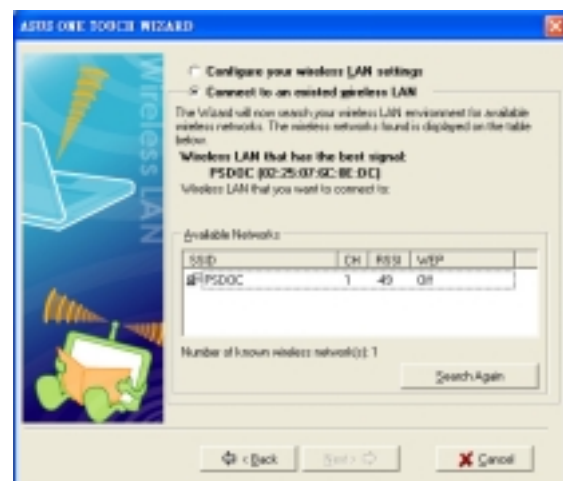 ASUS ONE TOUCH WIZARD
Wireless LAN
Configure your wireless LAN settings
Connect to an existed wireless LAN
The Wizard will now search your wireless LAN environment for available
wireless networks. The wireless networks found is displayed on the table
below.
Wireless LAN that has the best signal:
PSDOC (02:25:07:6C:0E:DC)
Wireless LAN that you want to connect to:
Available Networks
SSID CH RSSI WEP
PSDOC 1 -49 Off
Number of known wireless network(s): 1
Search Again
< Back Next > Cancel